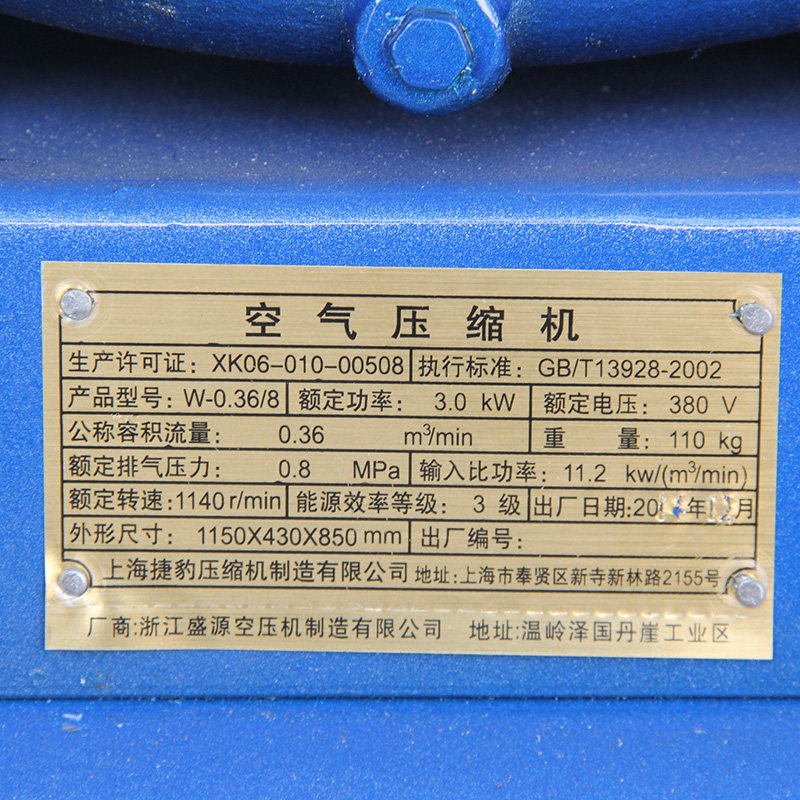 空气压缩机
生产许可证: XK06-010-00508 执行标准: GB/T13928-2002
产品型号: W-0.36/8 额定功率: 3.0 kW 额定电压: 380 V
公称容积流量: 0.36 m³/min 重 量: 110 kg
额定排气压力: 0.8 MPa 输入比功率: 11.2 kw/(m³/min)
额定转速: 1140 r/min 能源效率等级: 3 级 出厂日期: 20 年 月
外形尺寸: 1150X430X850 mm 出厂编号:
上海捷豹压缩机制造有限公司 地址: 上海市奉贤区新寺新林路2155号
厂商: 浙江盛源空压机制造有限公司 地址: 温岭泽国丹崖工业区